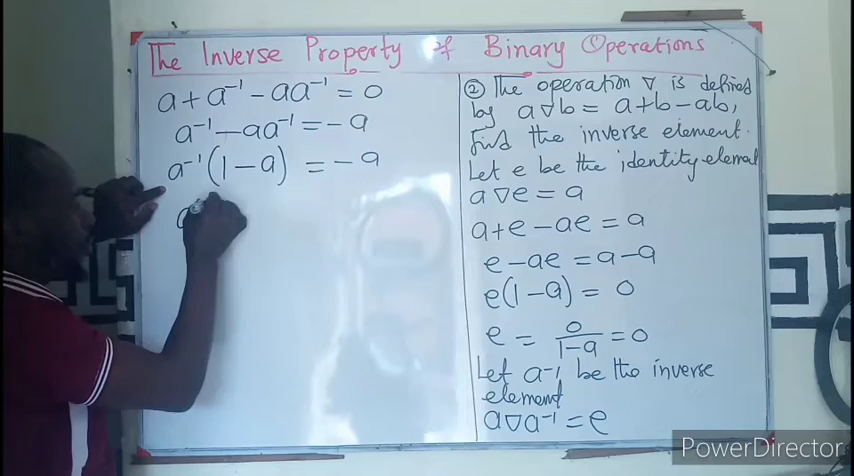 The Inverse Property of Binary Operations
a + a⁻¹ - aa⁻¹ = 0
a⁻¹ - aa⁻¹ = - a
a⁻¹(1 - a) = - a
a
② The operation ∇ is defined
by a∇b = a+b-ab,
find the inverse element.
Let e be the identity elemat
a∇e = a
a+e-ae = a
e-ae = a-a
e(1-a) = 0
e = 0/1-a = 0
Let a⁻¹ be the inverse
element
a∇a⁻¹ = e
PowerDirector